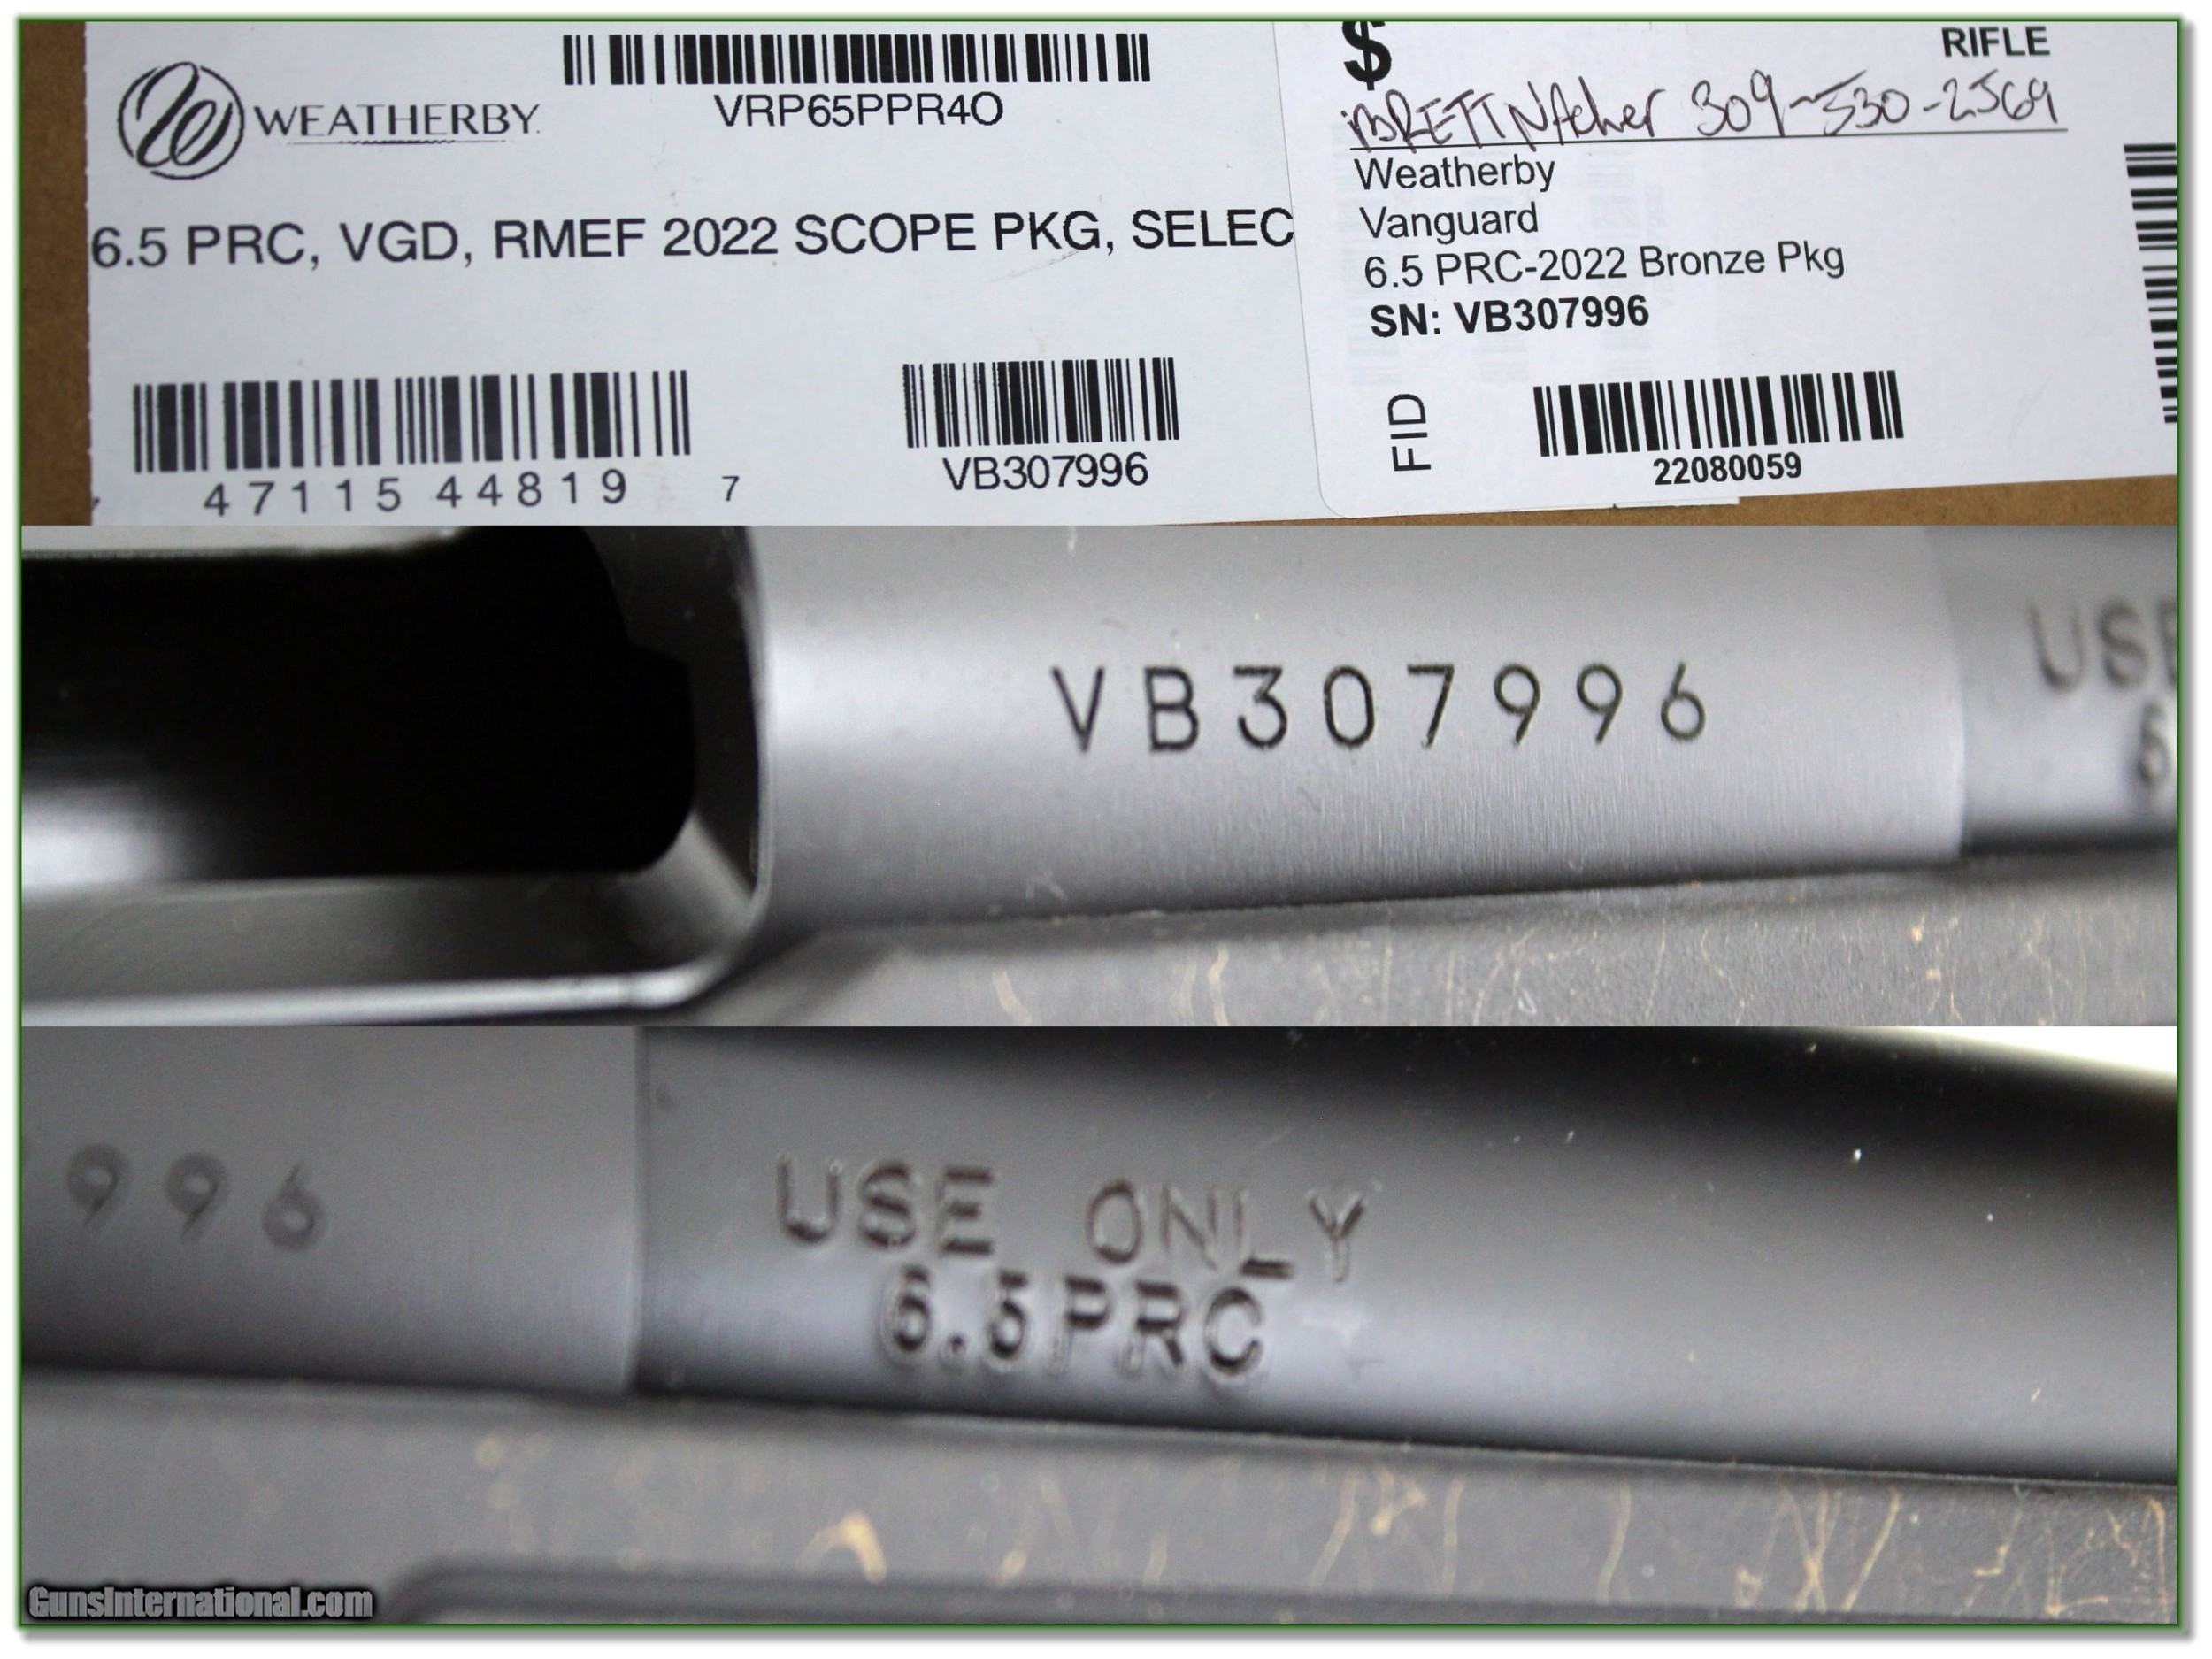 WEATHERBY.
VRP65PPR4O
6.5 PRC, VGD, RMEF 2022 SCOPE PKG, SELEC
47115 44819 7
VB307996
$
RIFLE
309-530-2569
Weatherby
Vanguard
6.5 PRC-2022 Bronze Pkg
SN: VB307996
FID
22080059
VB307996
USE
6
996
USE ONLY
6.5PRC
GunsInternational.com